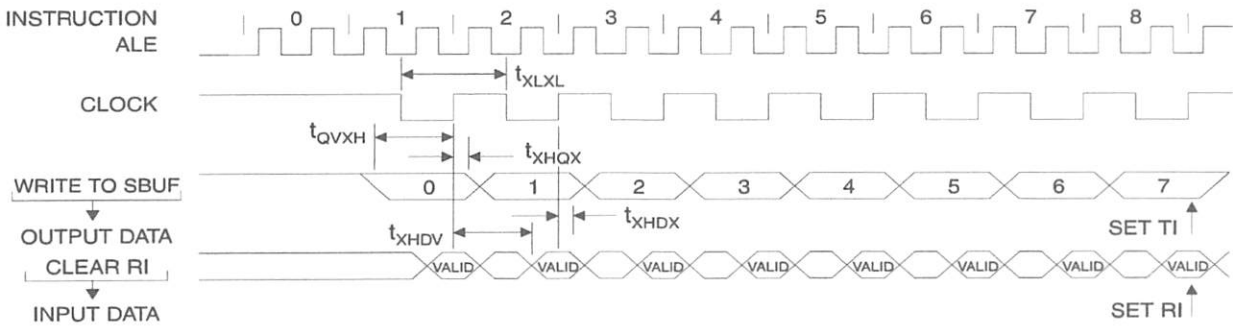 INSTRUCTION 0 1 2 3 4 5 6 7 8
ALE
tXLXL
CLOCK
tQVXH
tXHQX
WRITE TO SBUF 0 1 2 3 4 5 6 7
tXHDX
SET TI
OUTPUT DATA
tXHDV
CLEAR RI VALID VALID VALID VALID VALID VALID VALID VALID
SET RI
INPUT DATA